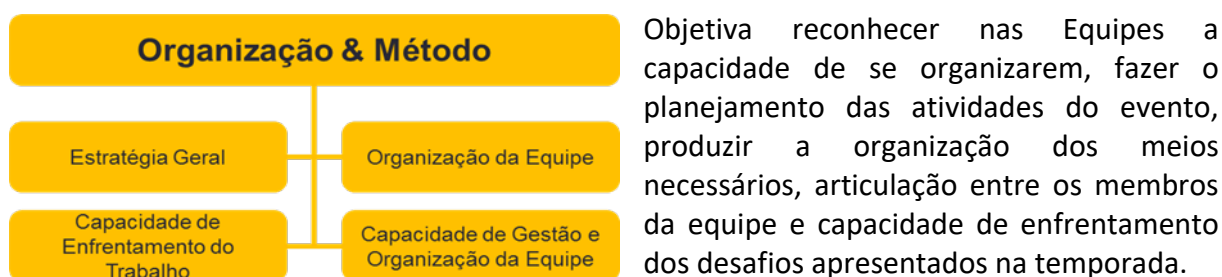 Organização & Método
Estratégia Geral
Organização da Equipe
Capacidade de
Enfrentamento do
Trabalho
Capacidade de Gestão e
Organização da Equipe
Objetiva reconhecer nas Equipes a
capacidade de se organizarem, fazer o
planejamento das atividades do evento,
produzir a organização dos meios
necessários, articulação entre os membros
da equipe e capacidade de enfrentamento
dos desafios apresentados na temporada.